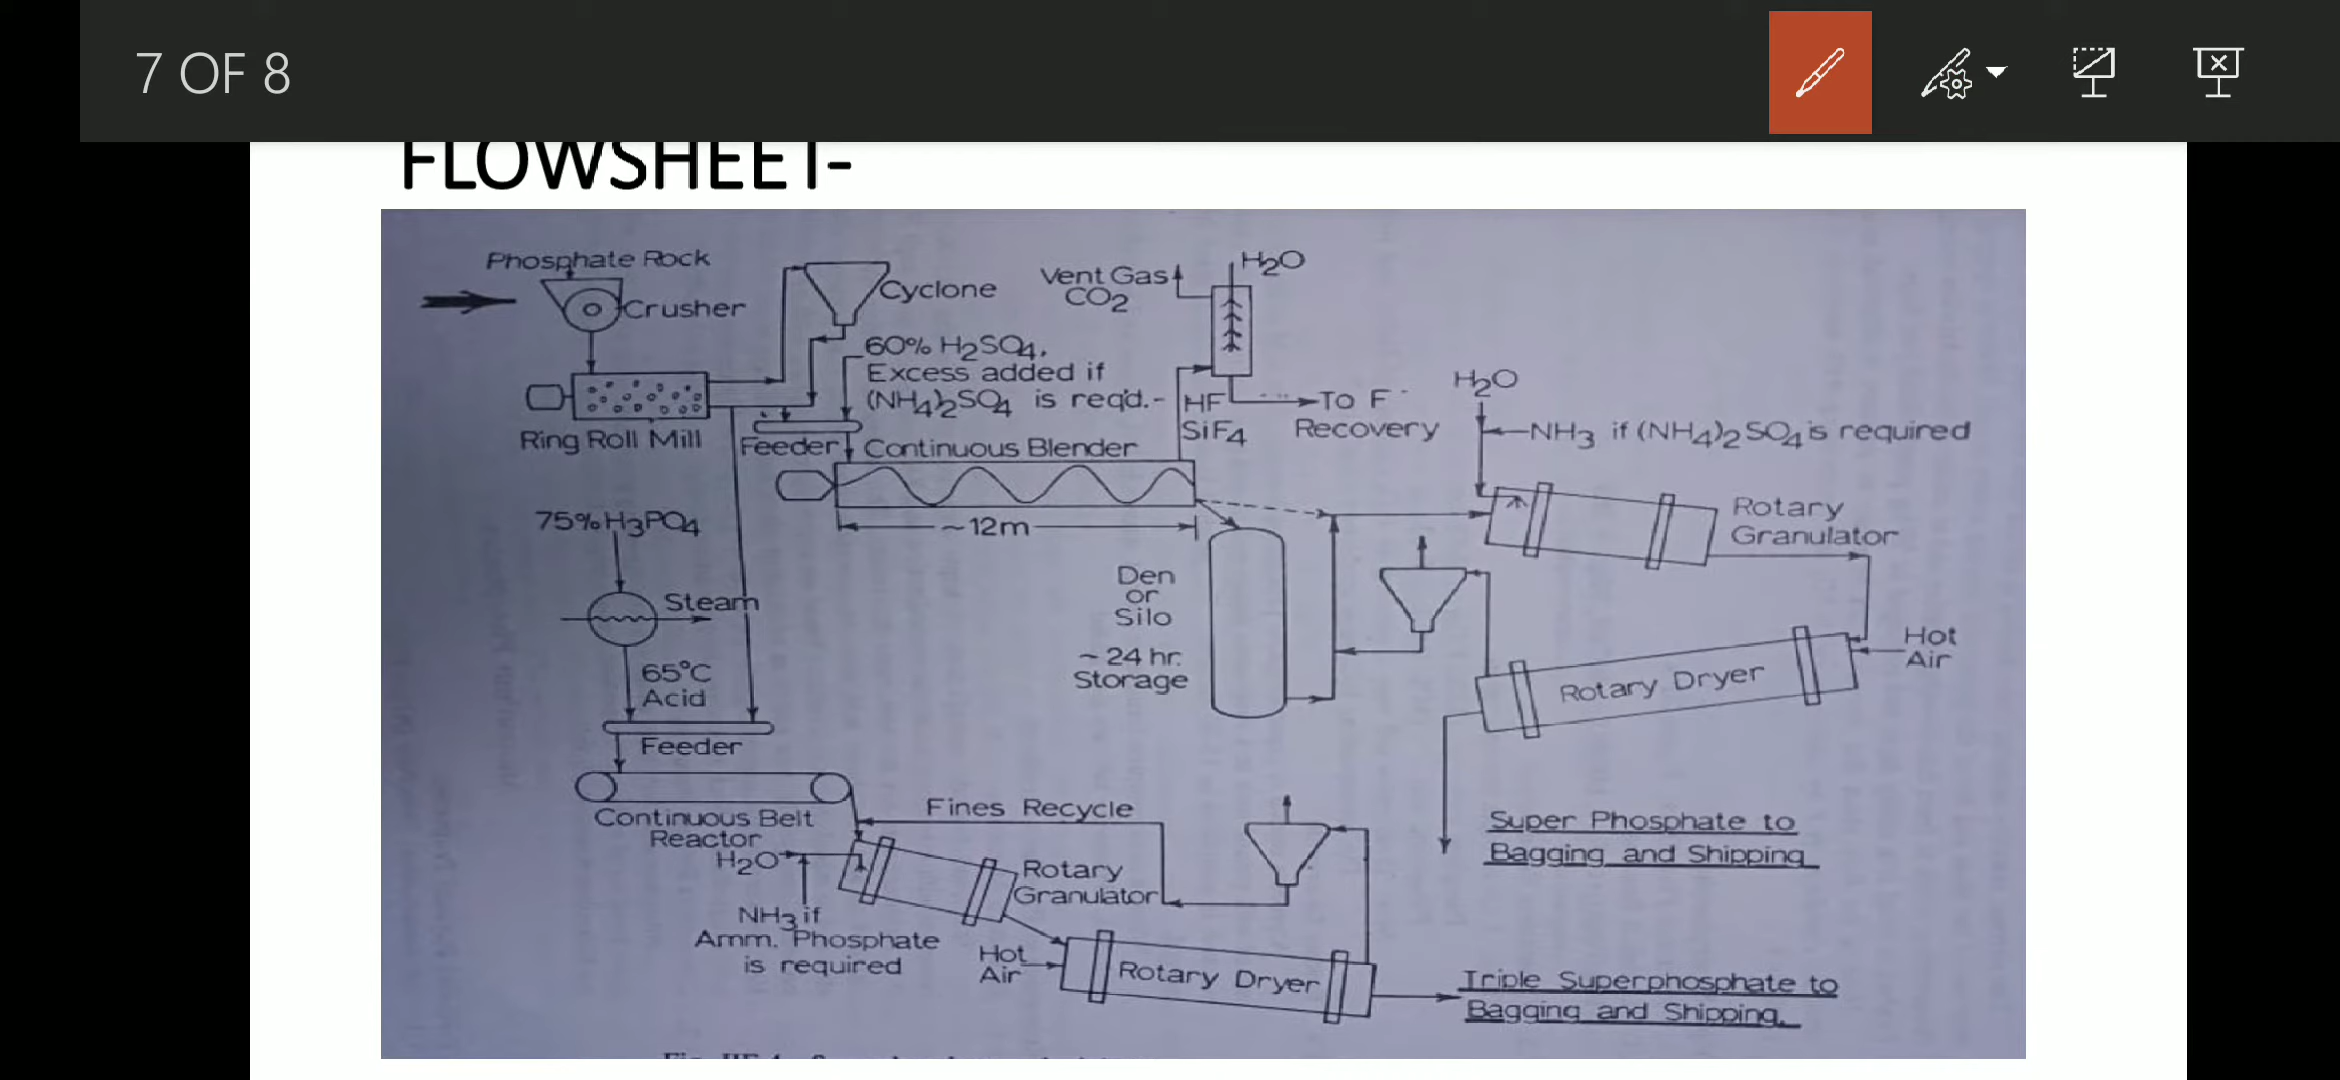 7 OF 8
FLOWSHEET-
Phosphate Rock
Crusher
Cyclone
Vent Gas
CO2
H2O
60% H2SO4,
Excess added if
(NH4)2SO4 is reqd.-
HF
SiF4
To F-
Recovery
H2O
NH3 if (NH4)2SO4 is required
Ring Roll Mill
Feeder
Continuous Blender
~12m
Rotary
Granulator
75% H3PO4
Steam
65°C
Acid
Den
or
Silo
~24 hr.
Storage
Hot
Air
Rotary Dryer
Feeder
Continuous Belt
Reactor
Fines Recycle
H2O
Rotary
Granulator
Super Phosphate to
Bagging and Shipping
NH3 if
Amm. Phosphate
is required
Hot
Air
Rotary Dryer
Triple Superphosphate to
Bagging and Shipping.